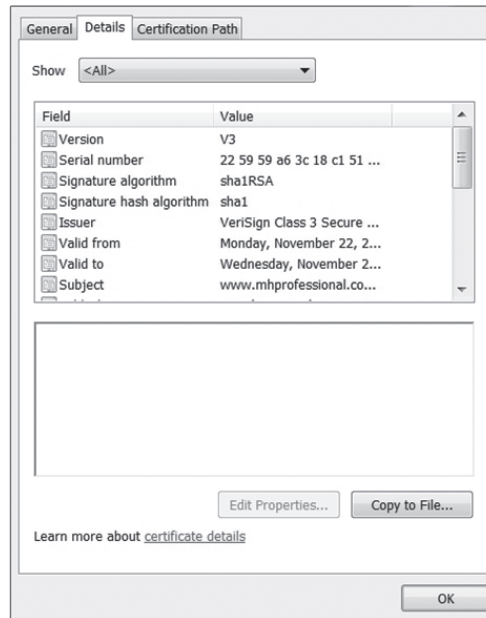 General Details Certification Path
Show <All>
Field Value
Version V3
Serial number 22 59 59 a6 3c 18 c1 51 ...
Signature algorithm sha1RSA
Signature hash algorithm sha1
Issuer VeriSign Class 3 Secure ...
Valid from Monday, November 22, 2...
Valid to Wednesday, November 2...
Subject www.mhprofessional.co...
Edit Properties... Copy to File...
Learn more about certificate details
OK